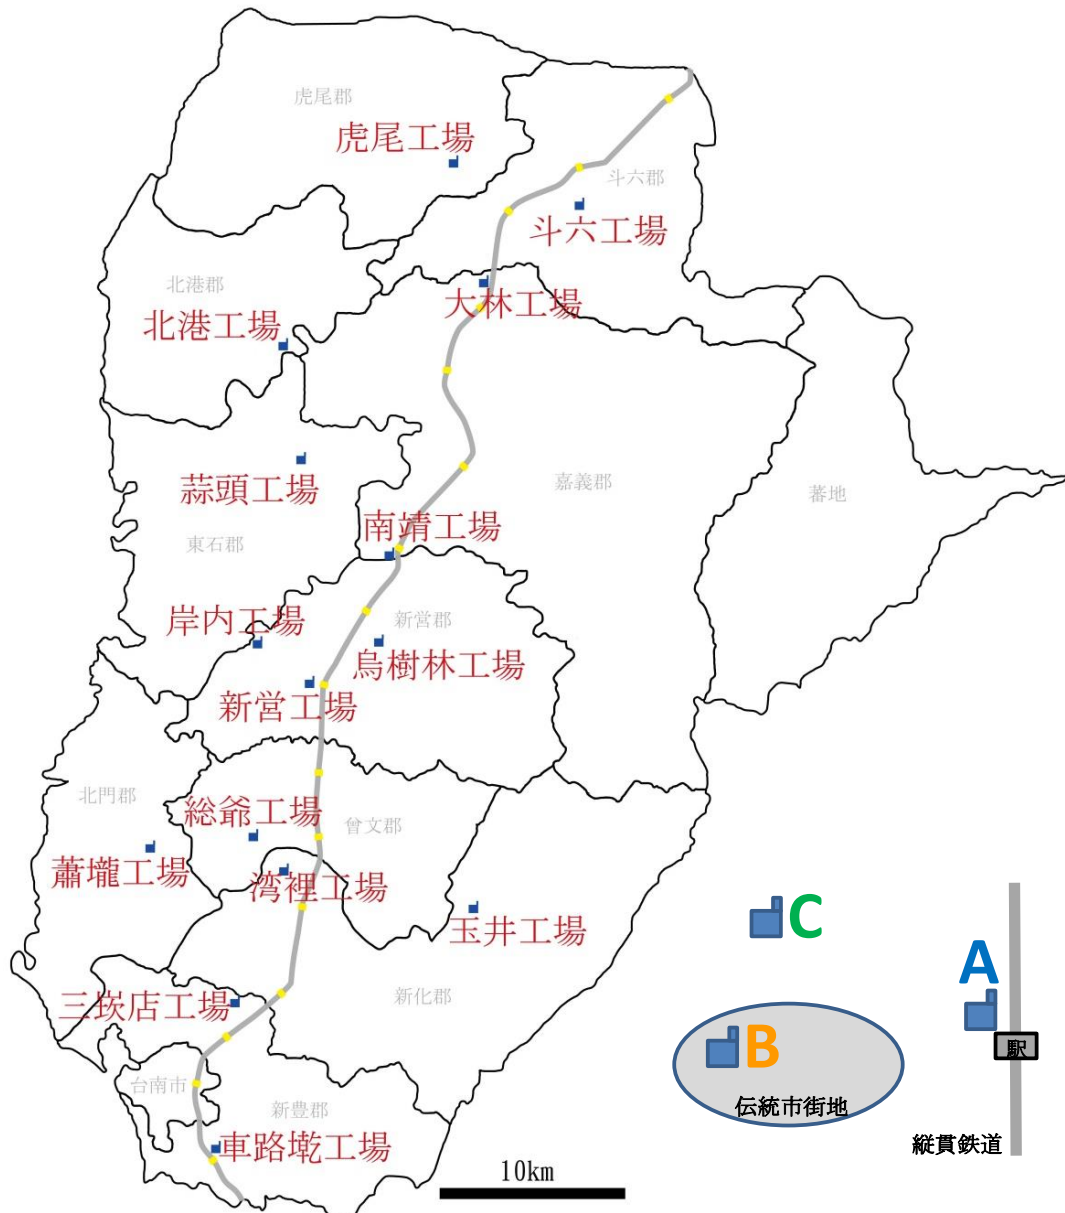 虎尾郡
虎尾工場
斗六郡
斗六工場
北港郡
大林工場
北港工場
嘉義郡
蕃地
蒜頭工場
南靖工場
東石郡
岸内工場
新営郡
烏樹林工場
新営工場
北門郡
総爺工場
曾文郡
蕭壠工場
湾裡工場
玉井工場
C
A
三崁店工場
新化郡
B
駅
台南市
新豊郡
伝統市街地
車路墘工場
縦貫鉄道
10km